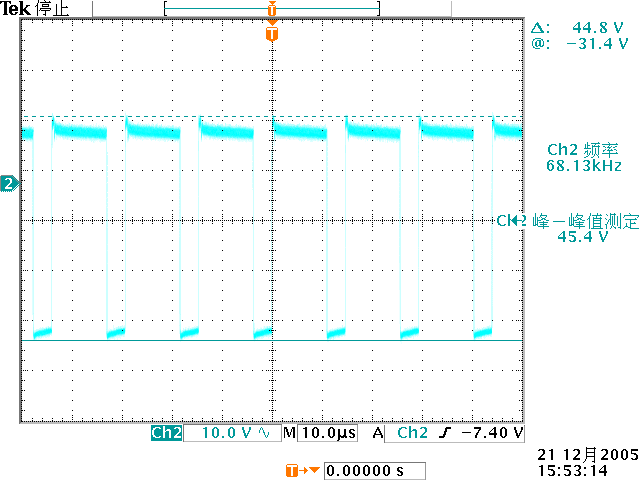 Tek 停止
T
T
Δ: 44.8 V
@: −31.4 V
Ch2 频率
68.13kHz
2
Ch2 峰−峰值测定
45.4 V
Ch2 10.0 V M 10.0µs A Ch2 −7.40 V
21 12月2005
15:53:14
T 0.00000 s